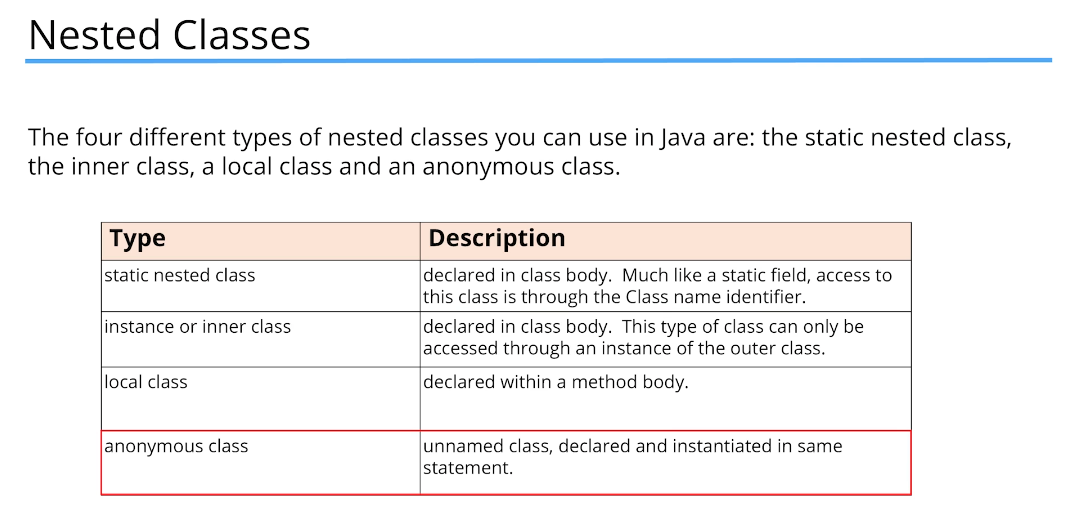 Nested Classes
The four different types of nested classes you can use in Java are: the static nested class,
the inner class, a local class and an anonymous class.
Type Description
static nested class declared in class body. Much like a static field, access to
this class is through the Class name identifier.
instance or inner class declared in class body. This type of class can only be
accessed through an instance of the outer class.
local class declared within a method body.
anonymous class unnamed class, declared and instantiated in same
statement.